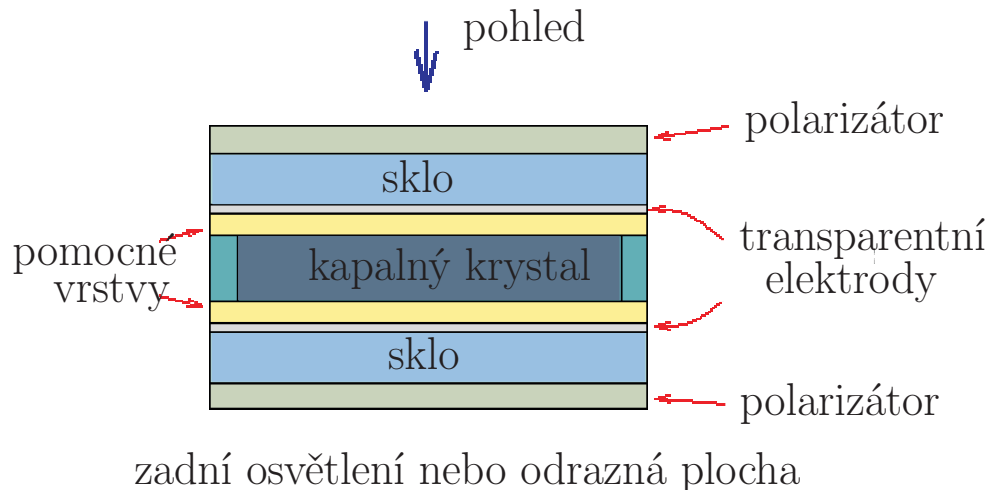 pohled
polarizátor
sklo
pomocné
vrstvy
transparentní
elektrody
kapalný krystal
sklo
polarizátor
zadní osvětlení nebo odrazná plocha